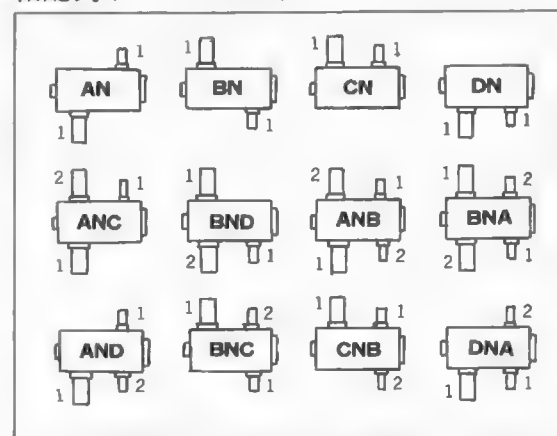 1 1 1 1
AN BN CN DN
1 1 1 1
2 1 1 2 1 1 2
ANC BND ANB BNA
1 2 1 1 2 2 1
1 1 2 1 1 2
AND BNC CNB DNA
1 2 1 2 1 1